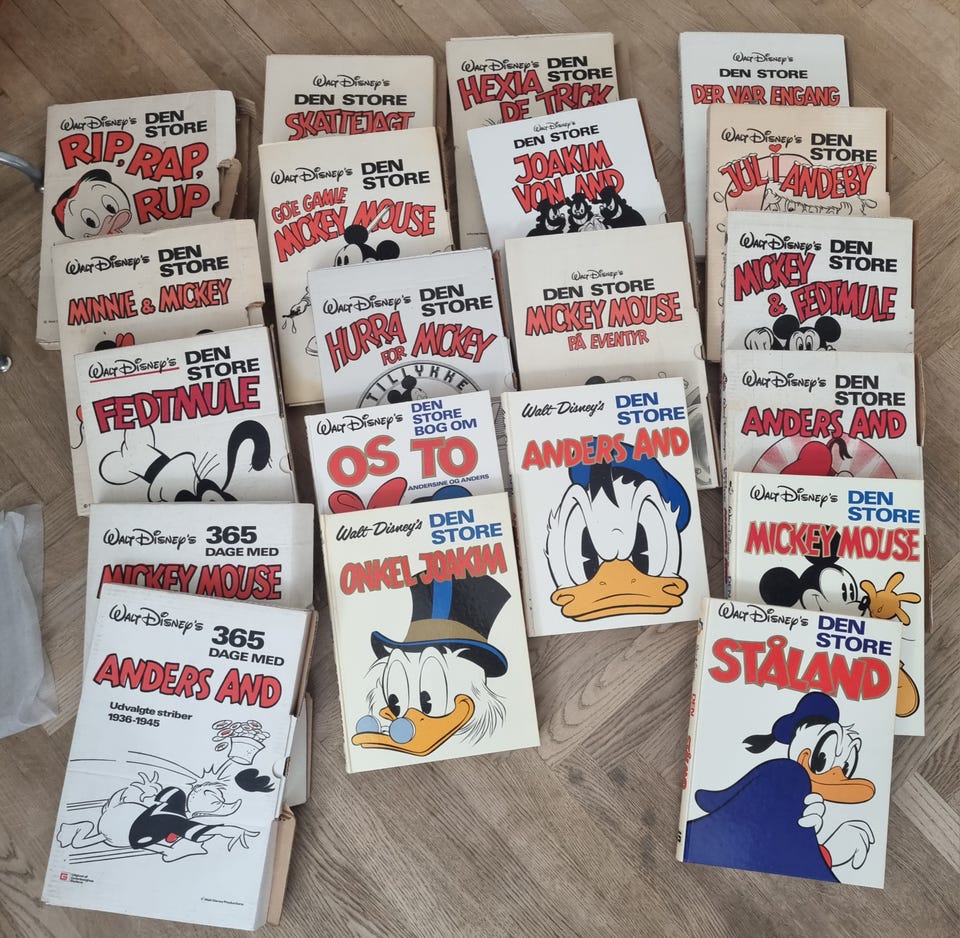 Walt Disney's
DEN STORE
RIP, RAP, RUP
Walt Disney's
DEN STORE
SKATTEJAGT
Walt Disney's
DEN STORE
HEXIA
DE TRICK
Walt Disney's
DEN STORE
DER VAR ENGANG
Walt Disney's
DEN STORE
GO'E GAMLE
MICKEY MOUSE
Walt Disney's
DEN STORE
JOAKIM
VON AND
Walt Disney's
DEN STORE
JUL I ANDEBY
Walt Disney's
DEN STORE
MINNIE & MICKEY
Walt Disney's
DEN STORE
HURRA
FOR MICKEY
TILLYKKE
Walt Disney's
DEN STORE
MICKEY MOUSE
PÅ EVENTYR
Walt Disney's
DEN STORE
MICKEY
& FEDTMULE
Walt Disney's
DEN STORE
FEDTMULE
Walt Disney's
DEN STORE
BOG OM
OS TO
ANDERSINE OG ANDERS
Walt Disney's
DEN STORE
ANDERS AND
Walt Disney's
DEN STORE
ANDERS AND
Walt Disney's
365
DAGE MED
MICKEY MOUSE
Walt Disney's
DEN STORE
ONKEL JOAKIM
Walt Disney's
DEN STORE
MICKEY MOUSE
Walt Disney's
365
DAGE MED
ANDERS AND
Udvalgte striber
1936-1945
Walt Disney's
DEN STORE
STÅLAND